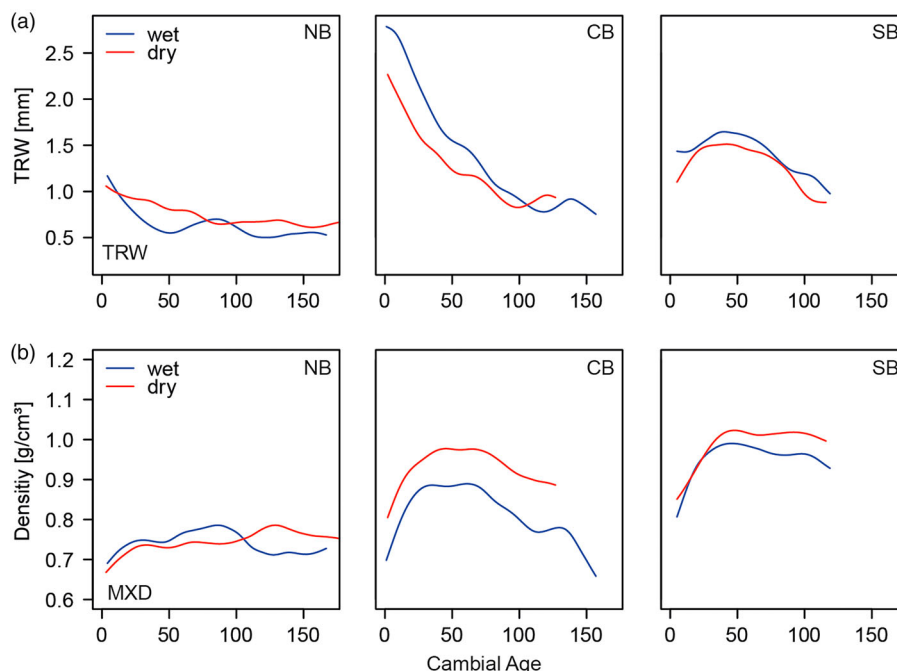 (a)
wet
dry
NB
CB
SB
TRW [mm]
2.5
2.0
1.5
1.0
0.5
TRW
0 50 100 150
0 50 100 150
0 50 100 150
(b)
wet
dry
NB
CB
SB
Densitiy [g/cm³]
1.2
1.1
1.0
0.9
0.8
0.7
0.6
MXD
0 50 100 150
0 50 100 150
0 50 100 150
Cambial Age